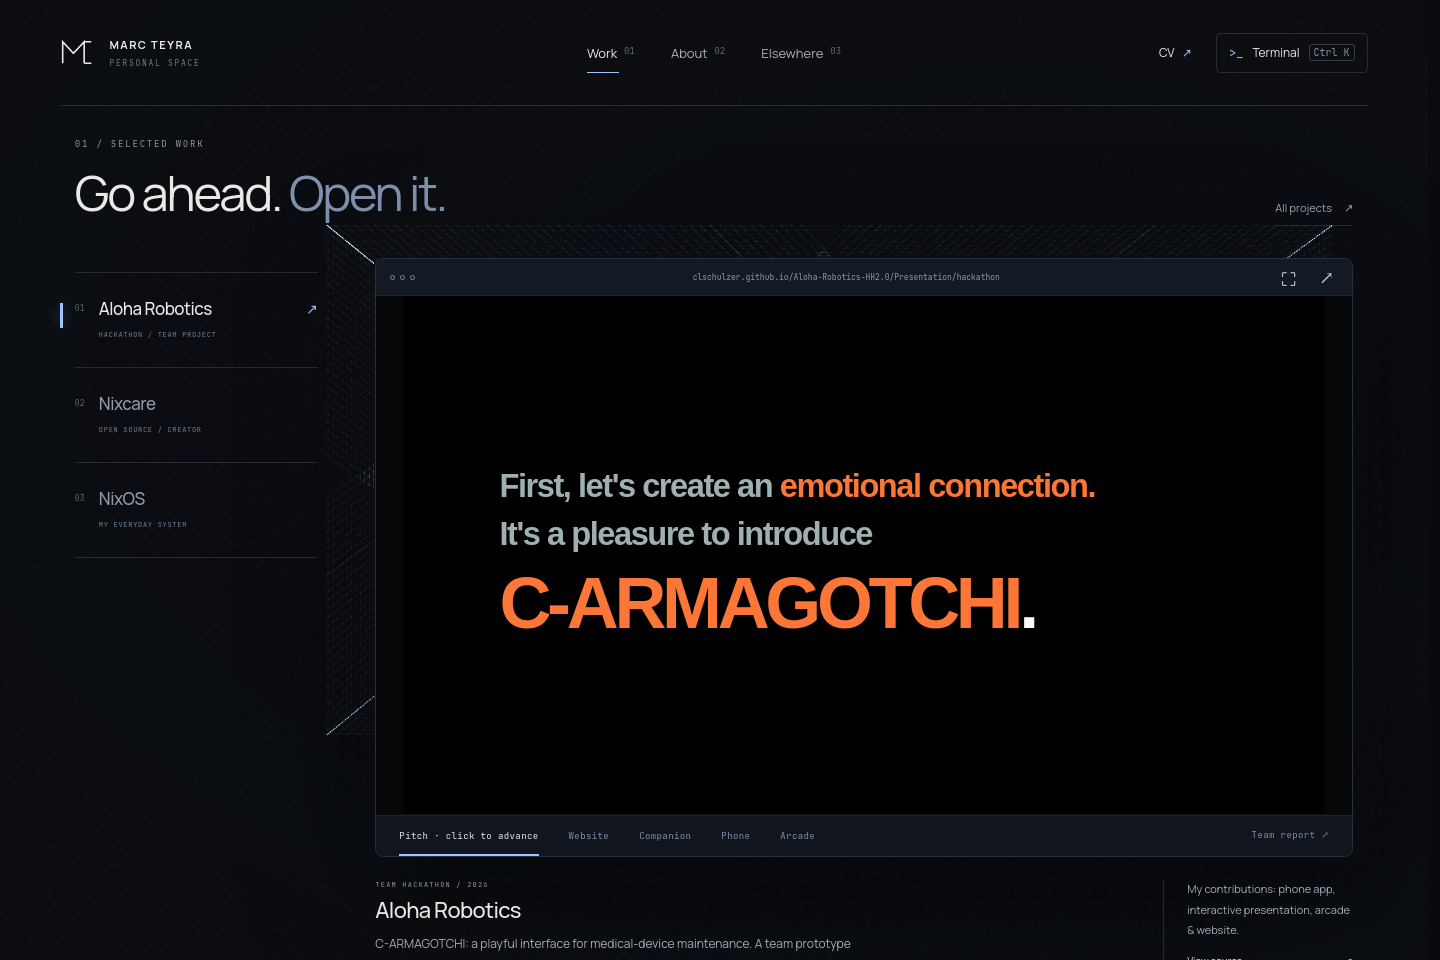 MARC TEYRA
PERSONAL SPACE
Work 01
About 02
Elsewhere 03
CV ↗
>_ Terminal Ctrl K
01 / SELECTED WORK
Go ahead. Open it.
All projects ↗
01 Aloha Robotics ↗
HACKATHON / TEAM PROJECT
02 Nixcare
OPEN SOURCE / CREATOR
03 NixOS
MY EVERYDAY SYSTEM
clschulzer.github.io/Aloha-Robotics-HH2.0/Presentation/hackathon
First, let's create an emotional connection.
It's a pleasure to introduce
C-ARMAGOTCHI.
Pitch · click to advance
Website
Companion
Phone
Arcade
Team report ↗
TEAM HACKATHON / 2026
Aloha Robotics
C-ARMAGOTCHI: a playful interface for medical-device maintenance. A team prototype
My contributions: phone app,
interactive presentation, arcade
& website.